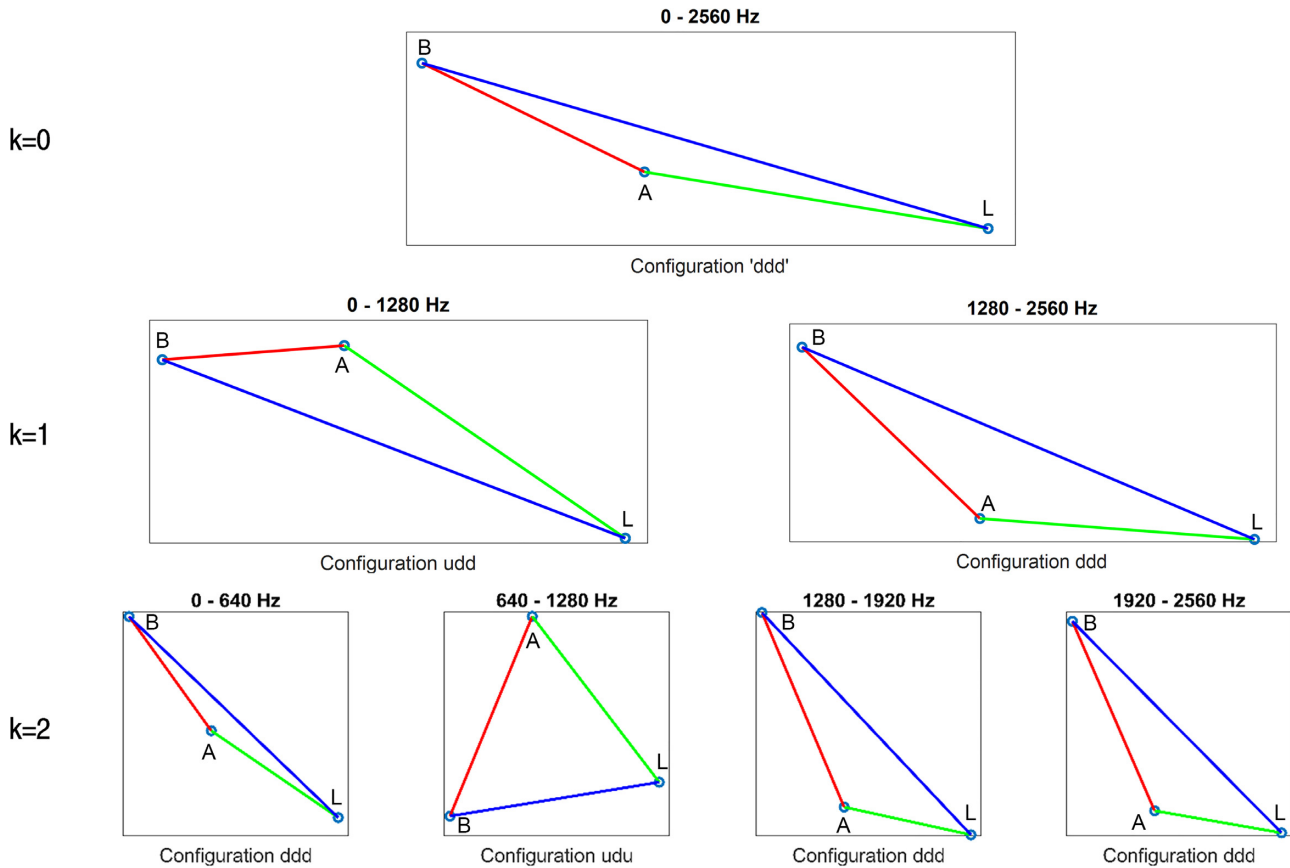 0 - 2560 Hz
B
k=0
A
L
Configuration 'ddd'
0 - 1280 Hz
1280 - 2560 Hz
B
A
B
k=1
A
L
L
Configuration udd
Configuration ddd
0 - 640 Hz
640 - 1280 Hz
1280 - 1920 Hz
1920 - 2560 Hz
B
A
B
B
k=2
A
L
L
B
A
L
A
L
Configuration ddd
Configuration udu
Configuration ddd
Configuration ddd